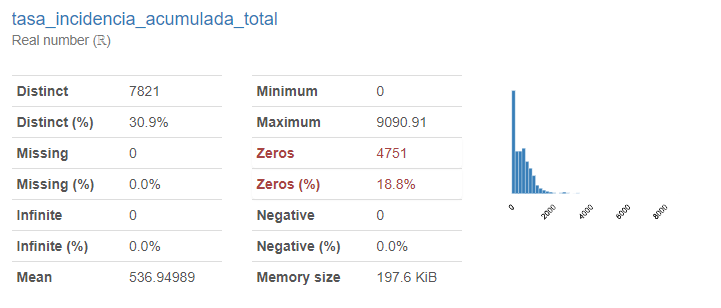 tasa_incidencia_acumulada_total
Real number (ℝ)
Distinct 7821
Distinct (%) 30.9%
Missing 0
Missing (%) 0.0%
Infinite 0
Infinite (%) 0.0%
Mean 536.94989
Minimum 0
Maximum 9090.91
Zeros 4751
Zeros (%) 18.8%
Negative 0
Negative (%) 0.0%
Memory size 197.6 KiB
0 2000 4000 6000 8000